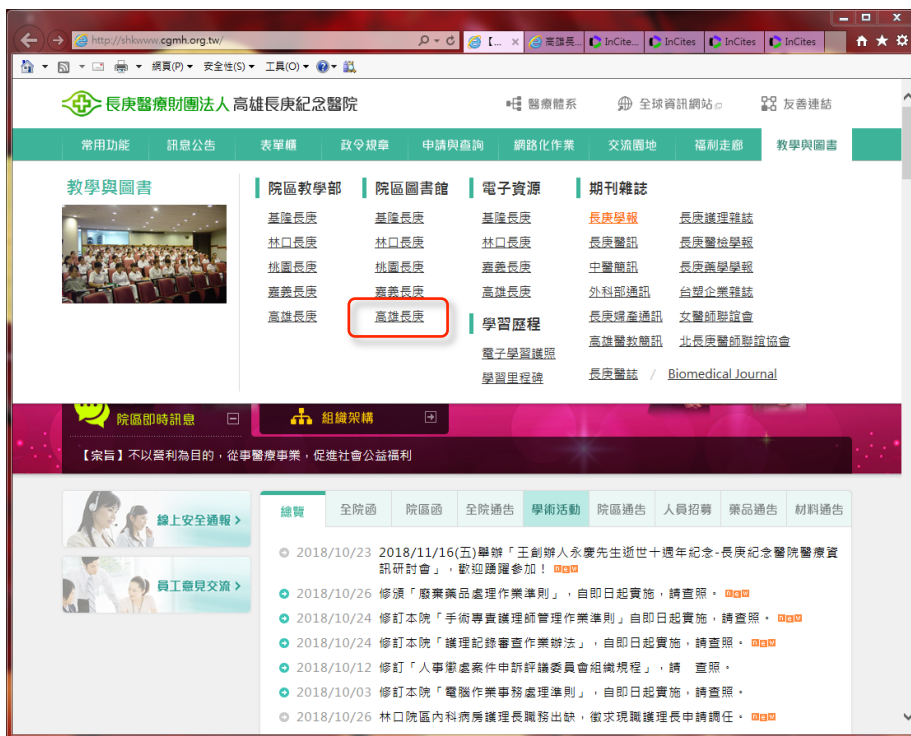 http://shkwww.cgmh.org.tw/
[...
高雄長...
InCite...
InCites
InCites
InCites
網頁(P)
安全性(S)
工具(O)
長庚醫療財團法人 高雄長庚紀念醫院
醫療體系
全球資訊網站
友善連結
常用功能
訊息公告
表單櫃
政令規章
申請與查詢
網路化作業
交流園地
福利走廊
教學與圖書
教學與圖書
院區教學部
基隆長庚
林口長庚
桃園長庚
嘉義長庚
高雄長庚
院區圖書館
基隆長庚
林口長庚
桃園長庚
嘉義長庚
高雄長庚
電子資源
基隆長庚
林口長庚
嘉義長庚
高雄長庚
學習歷程
電子學習護照
學習里程碑
期刊雜誌
長庚學報
長庚護理雜誌
長庚醫訊
長庚醫檢學報
中醫簡訊
長庚藥學學報
外科部通訊
台塑企業雜誌
長庚婦產通訊
女醫師聯誼會
高雄醫教簡訊
北長庚醫師聯誼協會
長庚醫誌 / Biomedical Journal
院區即時訊息
組織架構
【宗旨】不以營利為目的，從事醫療事業，促進社會公益福利
線上安全通報
員工意見交流
總覽
全院函
院區函
全院通告
學術活動
院區通告
人員招募
藥品通告
材料通告
2018/10/23 2018/11/16(五)舉辦「王創辦人永慶先生逝世十週年紀念-長庚紀念醫院醫療資
訊研討會」，歡迎踴躍參加！ new
2018/10/26 修頒「廢棄藥品處理作業準則」，自即日起實施，請查照。 new
2018/10/24 修訂本院「手術專責護理師管理作業準則」自即日起實施，請查照。 new
2018/10/24 修訂本院「護理記錄審查作業辦法」，自即日起實施，請查照。 new
2018/10/12 修訂「人事懲處案件申訴評議委員會組織規程」，請 查照。
2018/10/03 修訂本院「電腦作業事務處理準則」，自即日起實施，請查照。
2018/10/26 林口院區內科病房護理長職務出缺，徵求現職護理長申請調任。 new